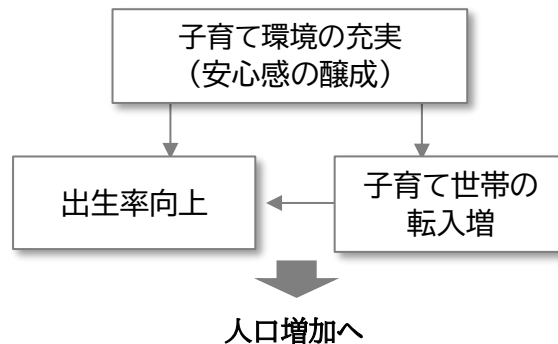 子育て環境の充実
（安心感の醸成）
出生率向上
子育て世帯の
転入増
人口増加へ